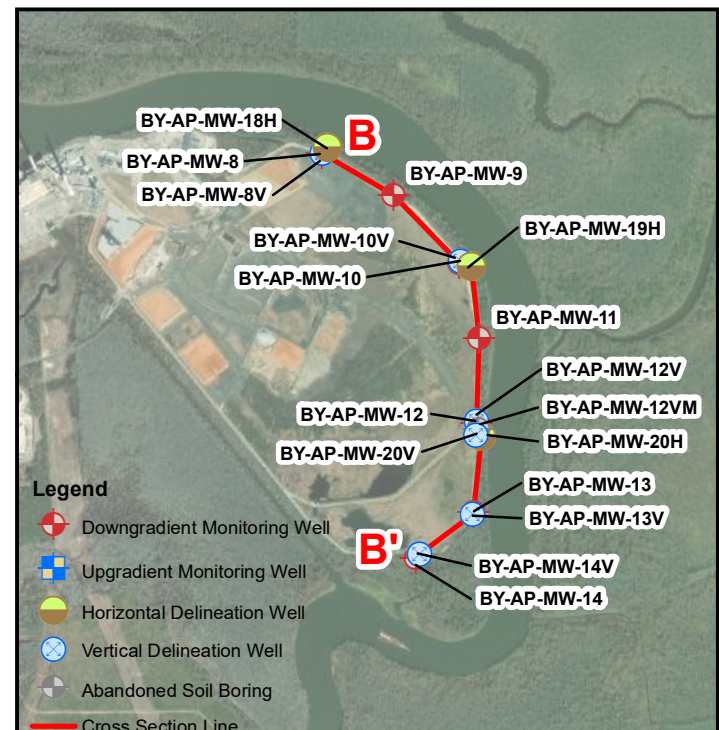 BY-AP-MW-18H
B
BY-AP-MW-8
BY-AP-MW-9
BY-AP-MW-8V
BY-AP-MW-10V
BY-AP-MW-19H
BY-AP-MW-10
BY-AP-MW-11
BY-AP-MW-12V
BY-AP-MW-12
BY-AP-MW-12VM
BY-AP-MW-20V
BY-AP-MW-20H
BY-AP-MW-13
BY-AP-MW-13V
B'
BY-AP-MW-14V
BY-AP-MW-14
Legend
Downgradient Monitoring Well
Upgradient Monitoring Well
Horizontal Delineation Well
Vertical Delineation Well
Abandoned Soil Boring
Cross Section Line